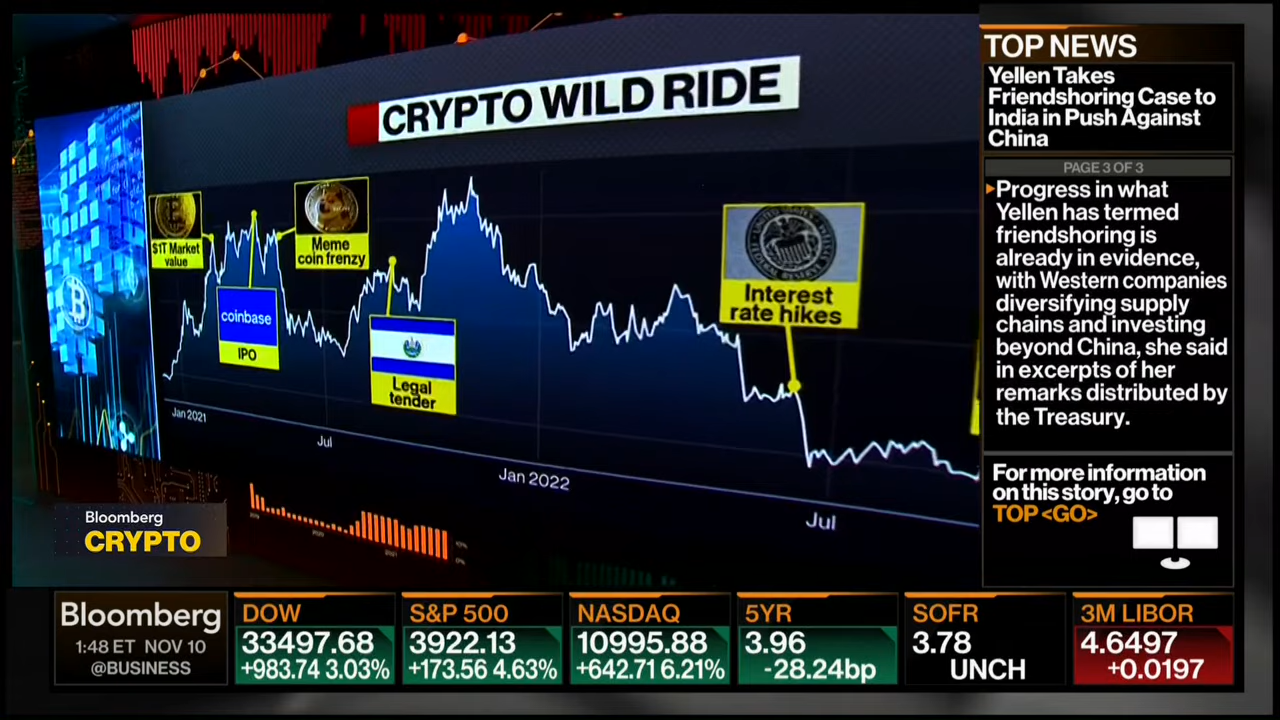 CRYPTO WILD RIDE
$1T Market
value
Meme
coin frenzy
coinbase
IPO
Legal
tender
Interest
rate hikes
Jan 2021
Jul
Jan 2022
Jul
Bloomberg
CRYPTO
TOP NEWS
Yellen Takes
Friendshoring Case to
India in Push Against
China
PAGE 3 OF 3
Progress in what
Yellen has termed
friendshoring is
already in evidence,
with Western companies
diversifying supply
chains and investing
beyond China, she said
in excerpts of her
remarks distributed by
the Treasury.
For more information
on this story, go to
TOP <GO>
Bloomberg
1:48 ET NOV 10
@BUSINESS
DOW
33497.68
+983.74 3.03%
S&P 500
3922.13
+173.56 4.63%
NASDAQ
10995.88
+642.71 6.21%
5YR
3.96
-28.24bp
SOFR
3.78
UNCH
3M LIBOR
4.6497
+0.0197